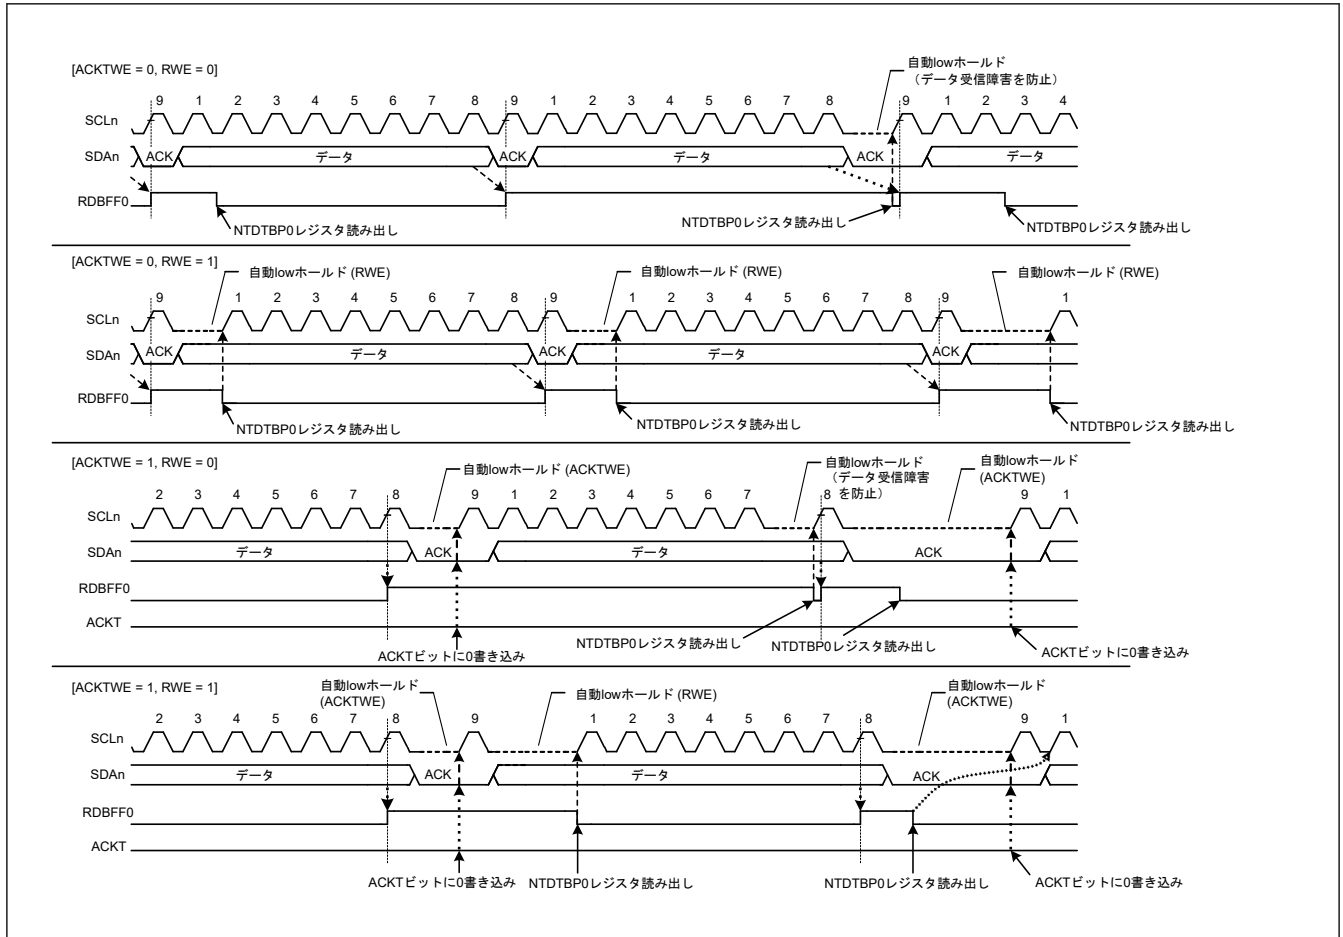 [ACKTWE = 0, RWE = 0]
自動lowホールド
（データ受信障害を防止）
9 1 2 3 4 5 6 7 8 9 1 2 3 4 5 6 7 8 9 1 2 3 4
SCLn
SDAn ACK データ ACK データ ACK データ
RDBFF0
NTDTBP0レジスタ読み出し NTDTBP0レジスタ読み出し NTDTBP0レジスタ読み出し
[ACKTWE = 0, RWE = 1]
自動lowホールド (RWE) 自動lowホールド (RWE) 自動lowホールド (RWE)
9 1 2 3 4 5 6 7 8 9 1 2 3 4 5 6 7 8 9 1
SCLn
SDAn ACK データ ACK データ ACK
RDBFF0
NTDTBP0レジスタ読み出し NTDTBP0レジスタ読み出し NTDTBP0レジスタ読み出し
[ACKTWE = 1, RWE = 0]
自動lowホールド (ACKTWE)
自動lowホールド
（データ受信障害
を防止）
自動lowホールド
(ACKTWE)
2 3 4 5 6 7 8 9 1 2 3 4 5 6 7 8 9 1
SCLn
SDAn データ ACK データ ACK
RDBFF0
ACKT
NTDTBP0レジスタ読み出し NTDTBP0レジスタ読み出し
ACKTビットに0書き込み ACKTビットに0書き込み
[ACKTWE = 1, RWE = 1]
自動lowホールド
(ACKTWE)
自動lowホールド (RWE)
自動lowホールド
(ACKTWE)
2 3 4 5 6 7 8 9 1 2 3 4 5 6 7 8 9 1
SCLn
SDAn データ ACK データ ACK
RDBFF0
ACKT
ACKTビットに0書き込み NTDTBP0レジスタ読み出し NTDTBP0レジスタ読み出し ACKTビットに0書き込み